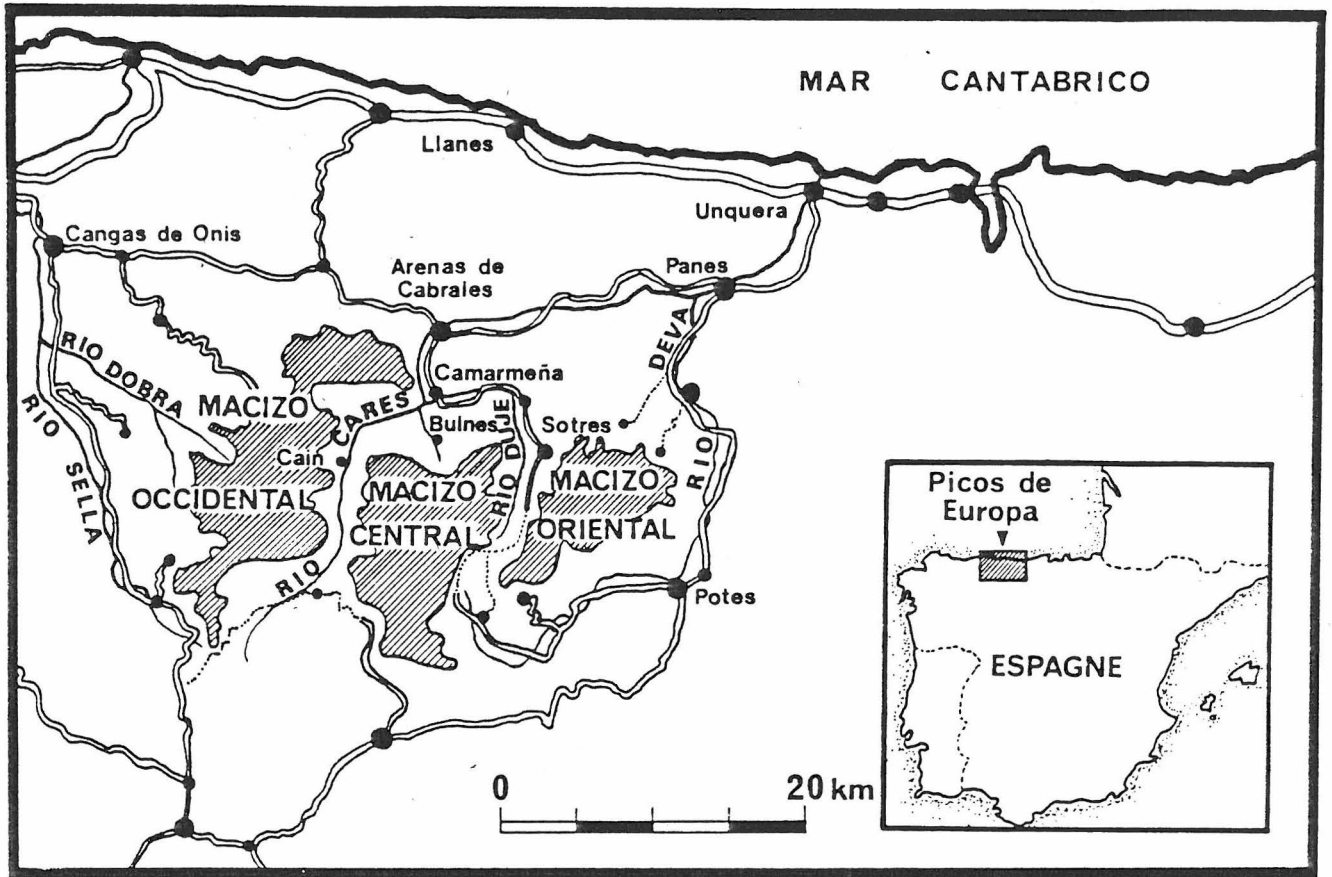 MAR CANTABRICO
Llanes
Unquera
Cangas de Onis
Arenas de
Cabrales
Panes
DEVA
RIO DOBRA
Camarmeña
MACIZO
CARES
Bulnes
RIO DUJE
Sotres
Cain
RIO SELLA
OCCIDENTAL
MACIZO
CENTRAL
MACIZO
ORIENTAL
RIO
RIO
Potes
0 20 km
Picos de
Europa
ESPAGNE